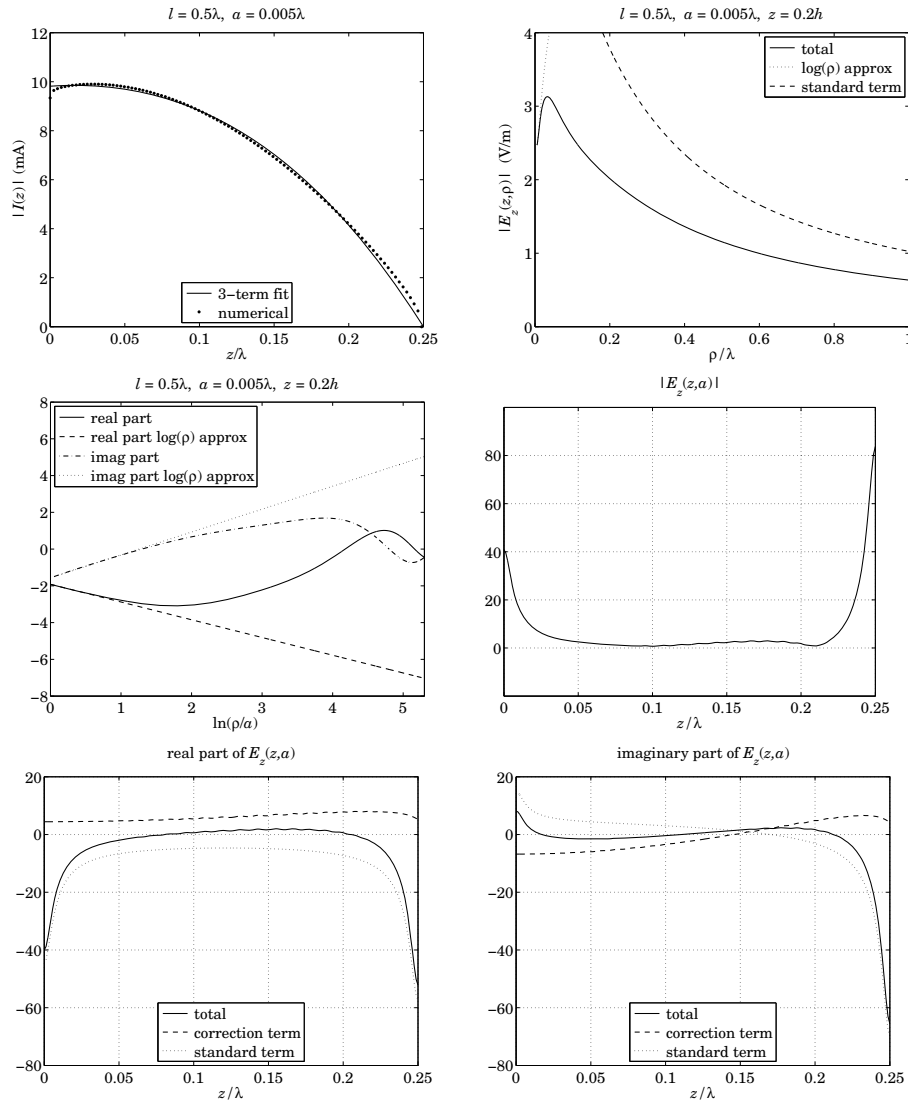 l = 0.5λ, a = 0.005λ
12
10
8
6
4
2
0
|I(z)| (mA)
3−term fit
numerical
0 0.05 0.1 0.15 0.2 0.25
z/λ
l = 0.5λ, a = 0.005λ, z = 0.2h
4
3
2
1
0
|E_z(z,ρ)| (V/m)
total
log(ρ) approx
standard term
0 0.2 0.4 0.6 0.8 1
ρ/λ
l = 0.5λ, a = 0.005λ, z = 0.2h
8
6
4
2
0
−2
−4
−6
−8
real part
real part log(ρ) approx
imag part
imag part log(ρ) approx
0 1 2 3 4 5
ln(ρ/a)
|E_z(z,a)|
80
60
40
20
0
0 0.05 0.1 0.15 0.2 0.25
z/λ
real part of E_z(z,a)
20
0
−20
−40
−60
−80
total
correction term
standard term
0 0.05 0.1 0.15 0.2 0.25
z/λ
imaginary part of E_z(z,a)
20
0
−20
−40
−60
−80
total
correction term
standard term
0 0.05 0.1 0.15 0.2 0.25
z/λ